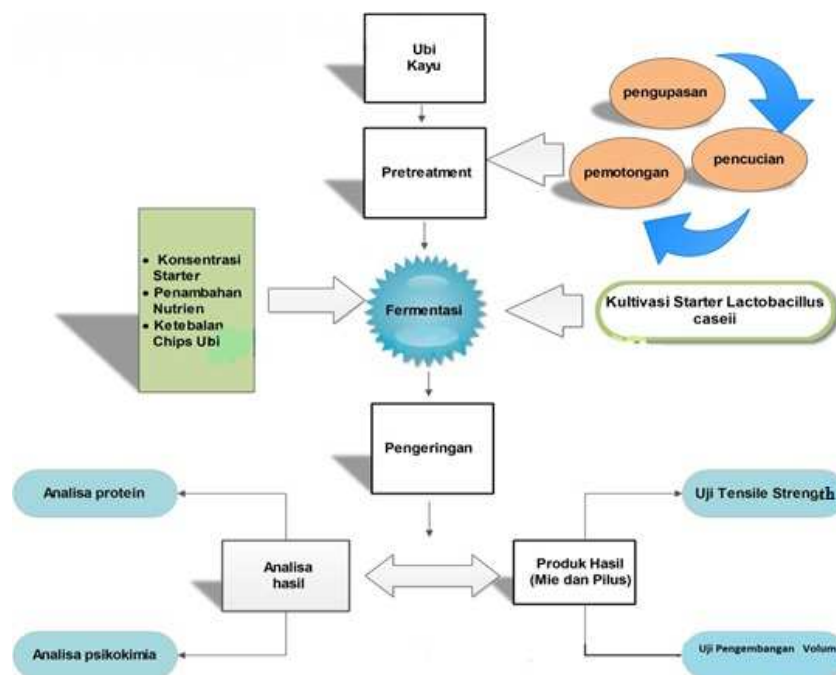 Ubi
Kayu
pengupasan
pencucian
pemotongan
Pretreatment
• Konsentrasi
Starter
• Penambahan
Nutrien
• Ketebalan
Chips Ubi
Fermentasi
Kultivasi Starter Lactobacillus
caseii
Pengeringan
Analisa protein
Uji Tensile Strength
Analisa
hasil
Produk Hasil
(Mie dan Pilus)
Analisa psikokimia
Uji Pengembangan Volum